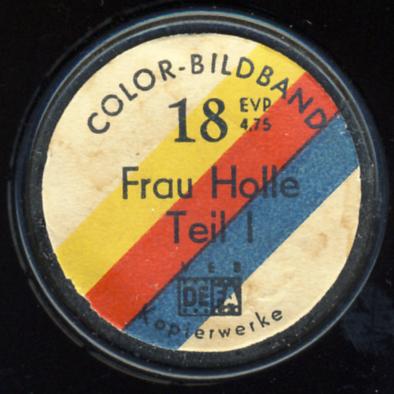 COLOR-BILDBAND
18 EVP 4.75
Frau Holle
Teil I
VEB
DEFA
Kopierwerke